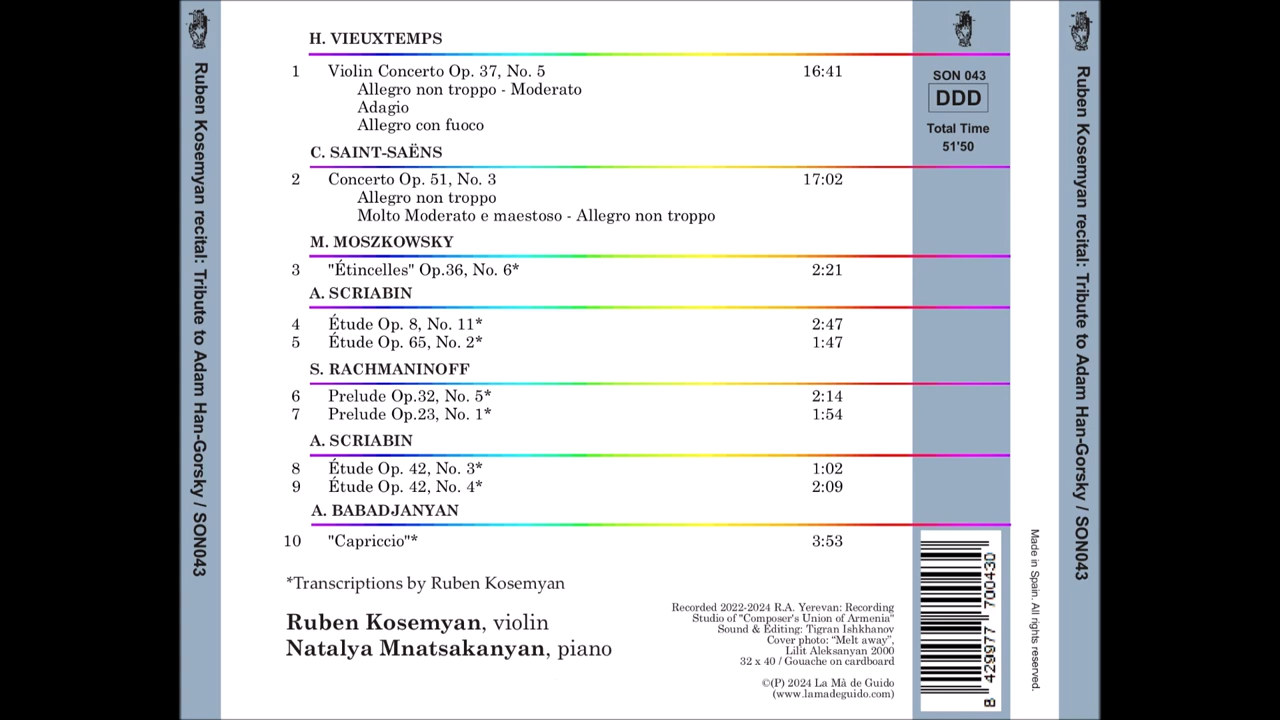 Ruben Kosemyan recital: Tribute to Adam Han-Gorsky / SON043
H. VIEUXTEMPS
1 Violin Concerto Op. 37, No. 5 16:41
Allegro non troppo - Moderato
Adagio
Allegro con fuoco
C. SAINT-SAËNS
2 Concerto Op. 51, No. 3 17:02
Allegro non troppo
Molto Moderato e maestoso - Allegro non troppo
M. MOSZKOWSKY
3 "Étincelles" Op.36, No. 6* 2:21
A. SCRIABIN
4 Étude Op. 8, No. 11* 2:47
5 Étude Op. 65, No. 2* 1:47
S. RACHMANINOFF
6 Prelude Op.32, No. 5* 2:14
7 Prelude Op.23, No. 1* 1:54
A. SCRIABIN
8 Étude Op. 42, No. 3* 1:02
9 Étude Op. 42, No. 4* 2:09
A. BABADJANYAN
10 "Capriccio"* 3:53
*Transcriptions by Ruben Kosemyan
Ruben Kosemyan, violin
Natalya Mnatsakanyan, piano
Recorded 2022-2024 R.A. Yerevan: Recording
Studio of "Composer's Union of Armenia"
Sound & Editing: Tigran Ishkhanov
Cover photo: “Melt away”,
Lilit Aleksanyan 2000
32 x 40 / Gouache on cardboard
©(P) 2024 La Mà de Guido
(www.lamadeguido.com)
SON 043
DDD
Total Time
51'50
8 429977 700430
Made in Spain. All rights reserved.
Ruben Kosemyan recital: Tribute to Adam Han-Gorsky / SON043